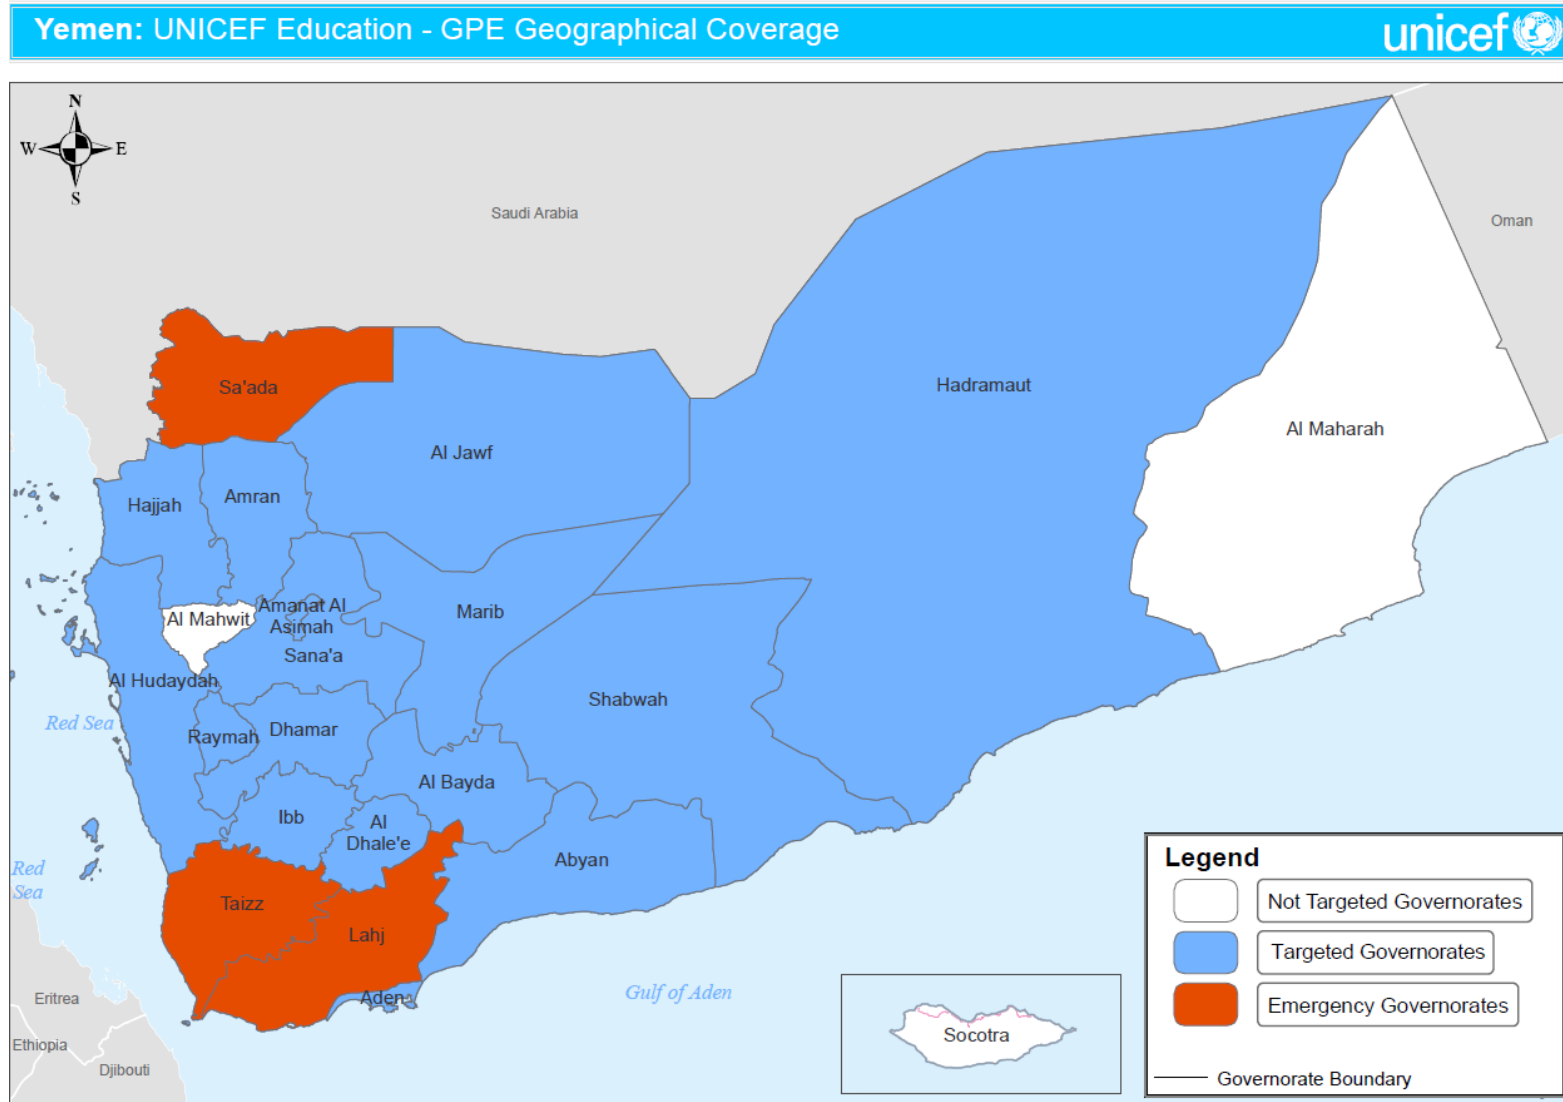 Yemen: UNICEF Education - GPE Geographical Coverage
unicef
N
W
E
S
Saudi Arabia
Oman
Sa'ada
Hadramaut
Al Maharah
Al Jawf
Hajjah
Amran
Al Mahwit
Amanat Al
Asimah
Marib
Sana'a
Al Hudaydah
Shabwah
Red Sea
Raymah
Dhamar
Al Bayda
Ibb
Al
Dhale'e
Abyan
Red
Sea
Taizz
Lahj
Aden
Gulf of Aden
Eritrea
Ethiopia
Djibouti
Socotra
Legend
Not Targeted Governorates
Targeted Governorates
Emergency Governorates
Governorate Boundary